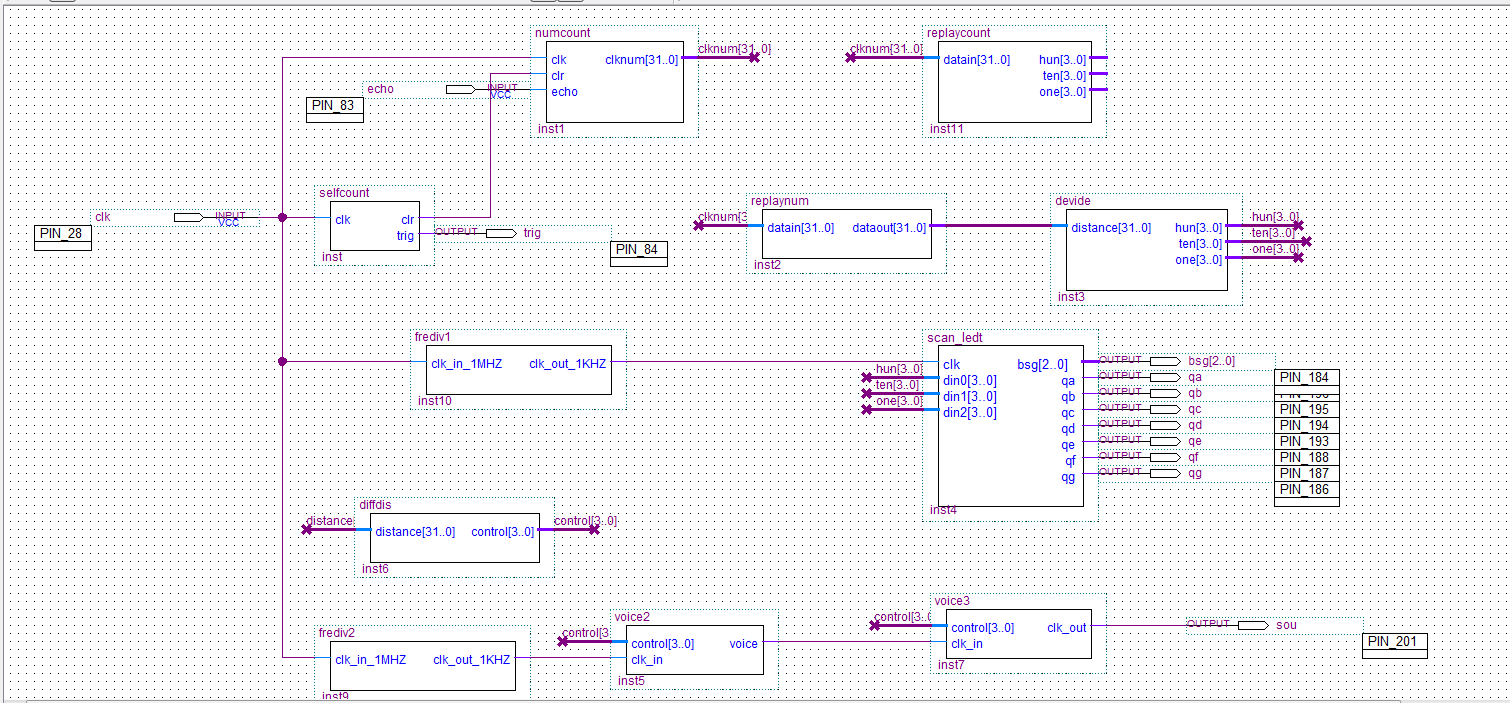 numcount
clk clknum[31..0]
clr
echo
inst1
clknum[31..0]
echo INPUT
VCC
PIN_83
replaycount
clknum[31..0]
datain[31..0] hun[3..0]
ten[3..0]
one[3..0]
inst11
selfcount
clk clr
trig
inst
clk INPUT
VCC
PIN_28
OUTPUT trig
PIN_84
replaynum
clknum[3
datain[31..0] dataout[31..0]
inst2
devide
distance[31..0] hun[3..0]
ten[3..0]
one[3..0]
inst3
hun[3..0]
ten[3..0]
one[3..0]
frediv1
clk_in_1MHZ clk_out_1KHZ
inst10
scan_ledt
hun[3..0]
ten[3..0]
one[3..0]
clk bsg[2..0]
din0[3..0] qa
din1[3..0] qb
din2[3..0] qc
qd
qe
qf
qg
inst4
OUTPUT bsg[2..0]
OUTPUT qa
OUTPUT qb
OUTPUT qc
OUTPUT qd
OUTPUT qe
OUTPUT qf
OUTPUT qg
PIN_184
PIN_195
PIN_194
PIN_193
PIN_188
PIN_187
PIN_186
diffdis
distance
distance[31..0] control[3..0]
control[3..0]
inst6
frediv2
clk_in_1MHZ clk_out_1KHZ
inst9
voice2
control[3
control[3..0] voice
clk_in
inst5
voice3
control[3..0
control[3..0] clk_out
clk_in
inst7
OUTPUT sou
PIN_201